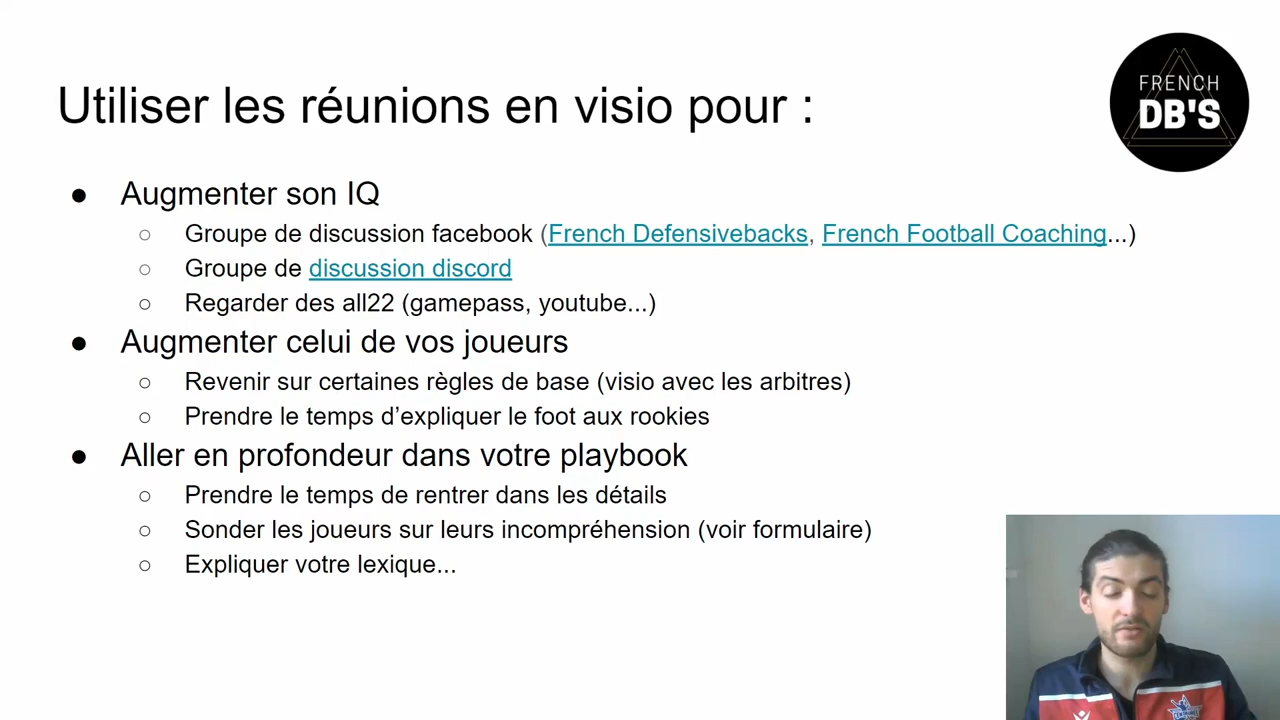 Utiliser les réunions en visio pour :
FRENCH
DB'S
● Augmenter son IQ
○ Groupe de discussion facebook (French Defensivebacks, French Football Coaching...)
○ Groupe de discussion discord
○ Regarder des all22 (gamepass, youtube...)
● Augmenter celui de vos joueurs
○ Revenir sur certaines règles de base (visio avec les arbitres)
○ Prendre le temps d’expliquer le foot aux rookies
● Aller en profondeur dans votre playbook
○ Prendre le temps de rentrer dans les détails
○ Sonder les joueurs sur leurs incompréhension (voir formulaire)
○ Expliquer votre lexique...